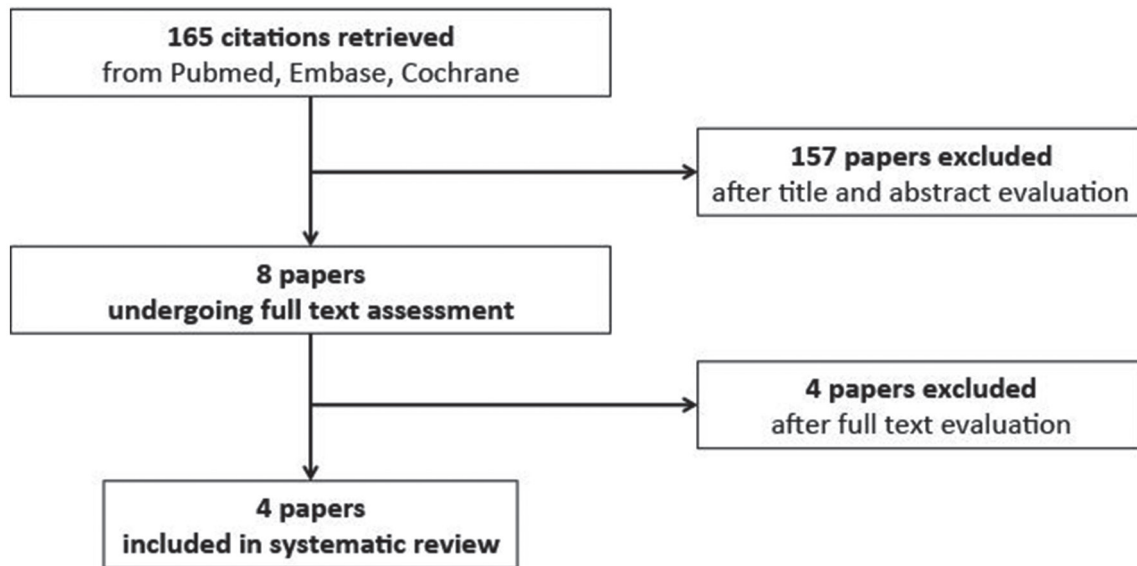 165 citations retrieved
from Pubmed, Embase, Cochrane
157 papers excluded
after title and abstract evaluation
8 papers
undergoing full text assessment
4 papers excluded
after full text evaluation
4 papers
included in systematic review